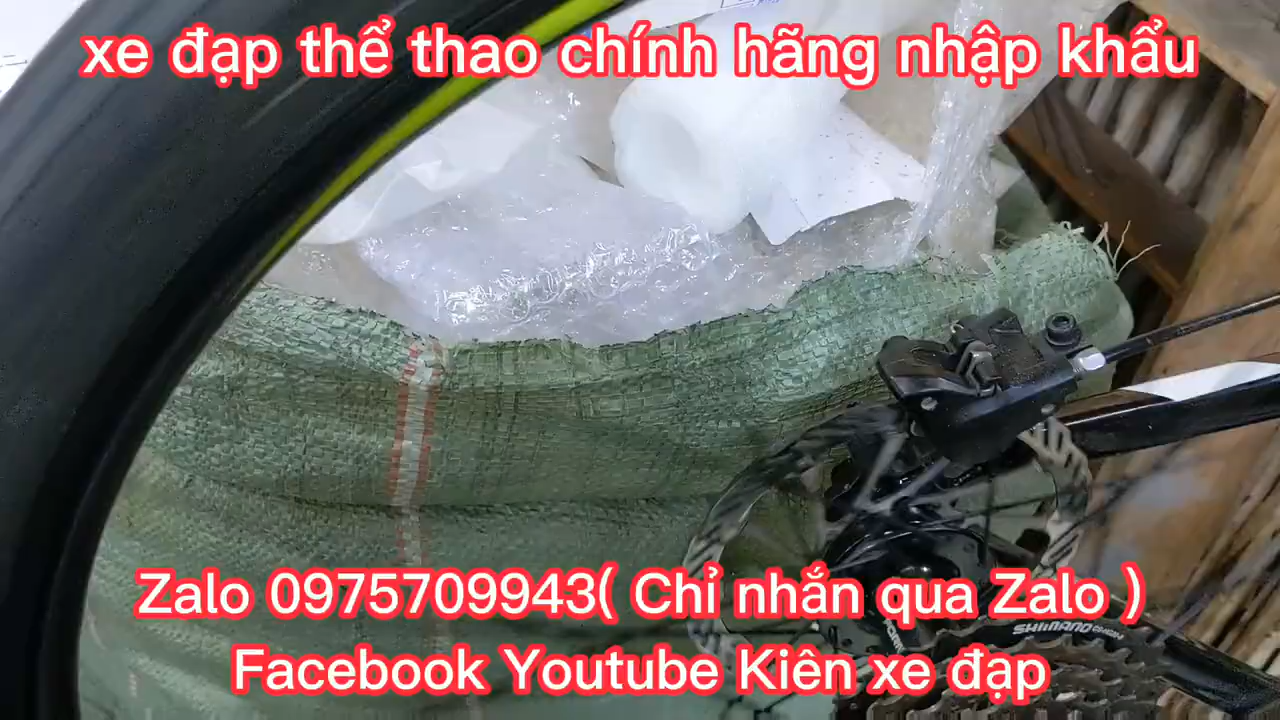 xe đạp thể thao chính hãng nhập khẩu
Zalo 0975709943( Chỉ nhắn qua Zalo )
SHIMANO
Facebook Youtube Kiên xe đạp